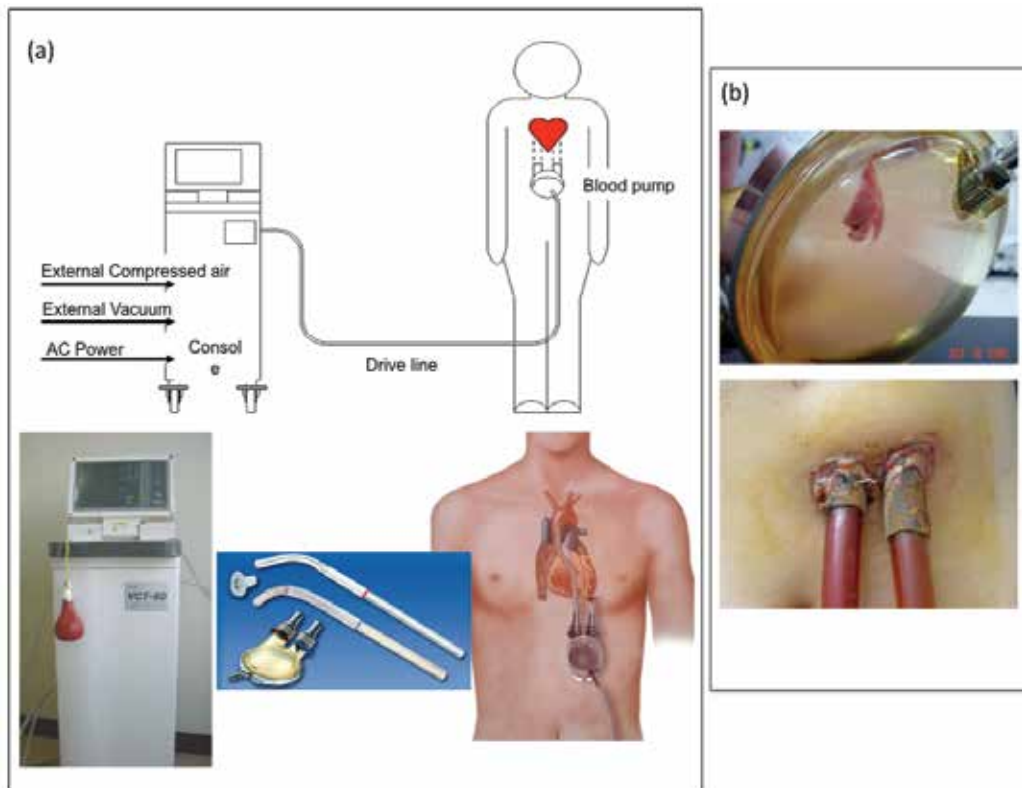 (a)
(b)
Blood pump
External Compressed air
External Vacuum
AC Power
Consol
e
Drive line
VCT-50